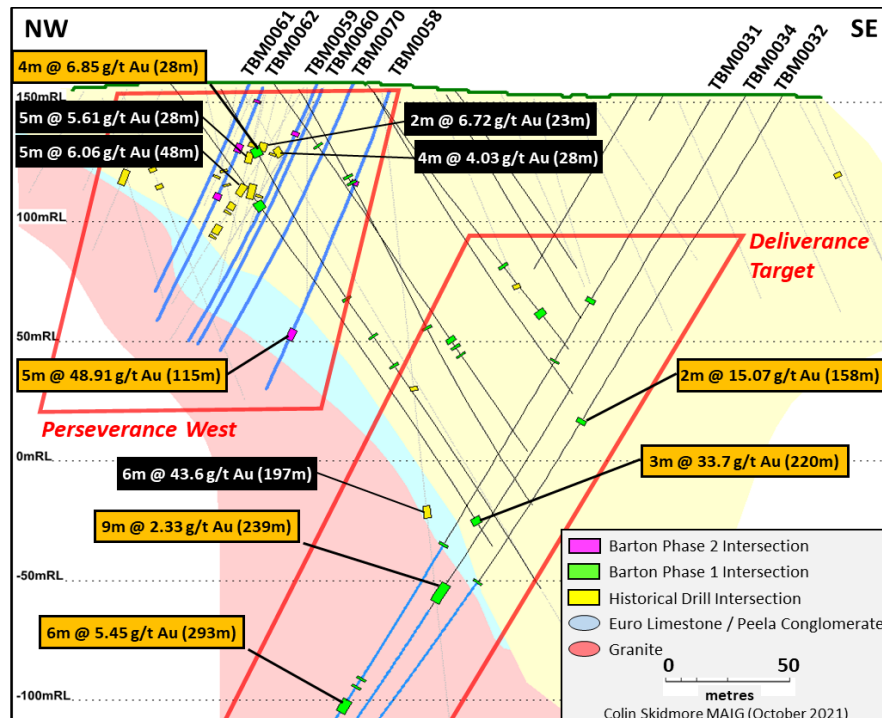 NW
TBM0061
TBM0062
TBM0059
TBM0060
TBM0070
TBM0058
TBM0031
TBM0034
TBM0032
SE
4m @ 6.85 g/t Au (28m)
150mRL
5m @ 5.61 g/t Au (28m)
2m @ 6.72 g/t Au (23m)
5m @ 6.06 g/t Au (48m)
4m @ 4.03 g/t Au (28m)
100mRL
Deliverance
Target
50mRL
5m @ 48.91 g/t Au (115m)
2m @ 15.07 g/t Au (158m)
Perseverance West
0mRL
6m @ 43.6 g/t Au (197m)
3m @ 33.7 g/t Au (220m)
9m @ 2.33 g/t Au (239m)
-50mRL
6m @ 5.45 g/t Au (293m)
-100mRL
Barton Phase 2 Intersection
Barton Phase 1 Intersection
Historical Drill Intersection
Euro Limestone / Peela Conglomerate
Granite
0 50
metres
Colin Skidmore MAIG (October 2021)